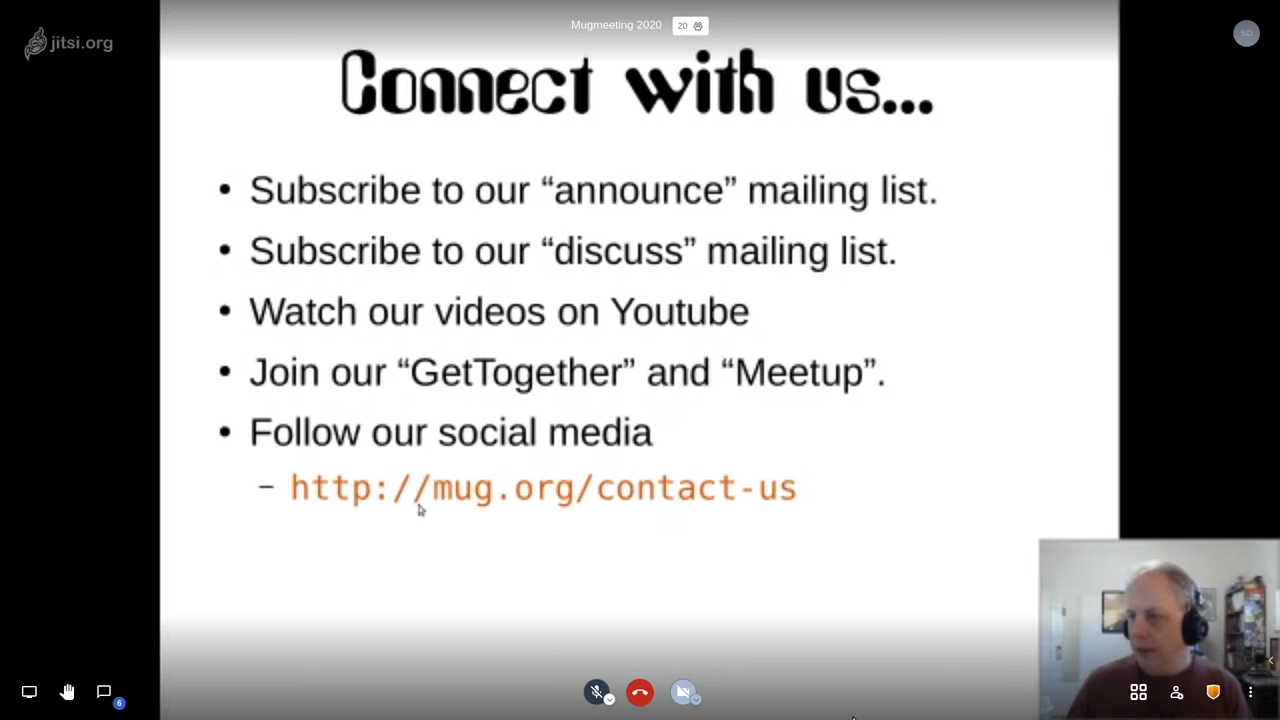 jitsi.org
Mugmeeting 2020
20
SD
Connect with us...
• Subscribe to our “announce” mailing list.
• Subscribe to our “discuss” mailing list.
• Watch our videos on Youtube
• Join our “GetTogether” and “Meetup”.
• Follow our social media
– http://mug.org/contact-us
6